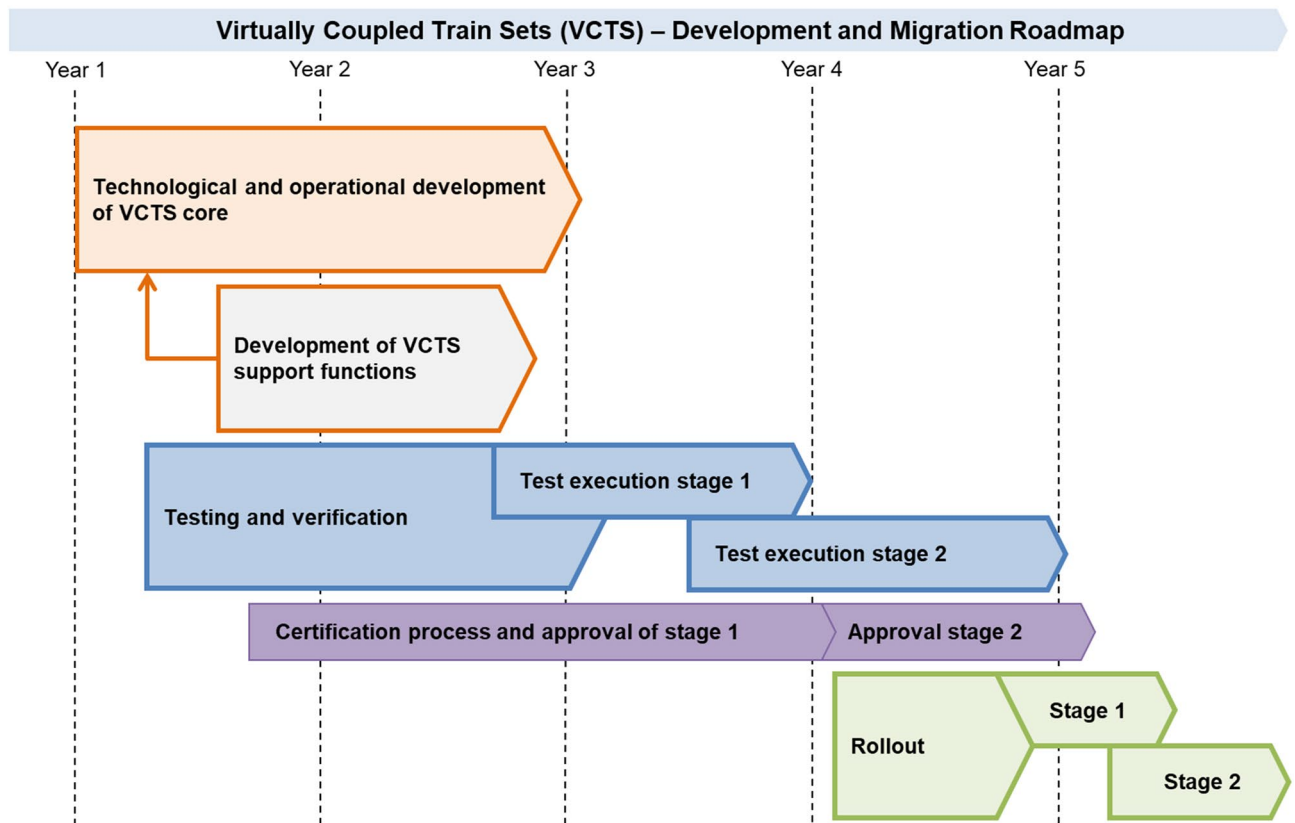 Virtually Coupled Train Sets (VCTS) – Development and Migration Roadmap
Year 1
Year 2
Year 3
Year 4
Year 5
Technological and operational development
of VCTS core
Development of VCTS
support functions
Test execution stage 1
Testing and verification
Test execution stage 2
Certification process and approval of stage 1
Approval stage 2
Stage 1
Rollout
Stage 2